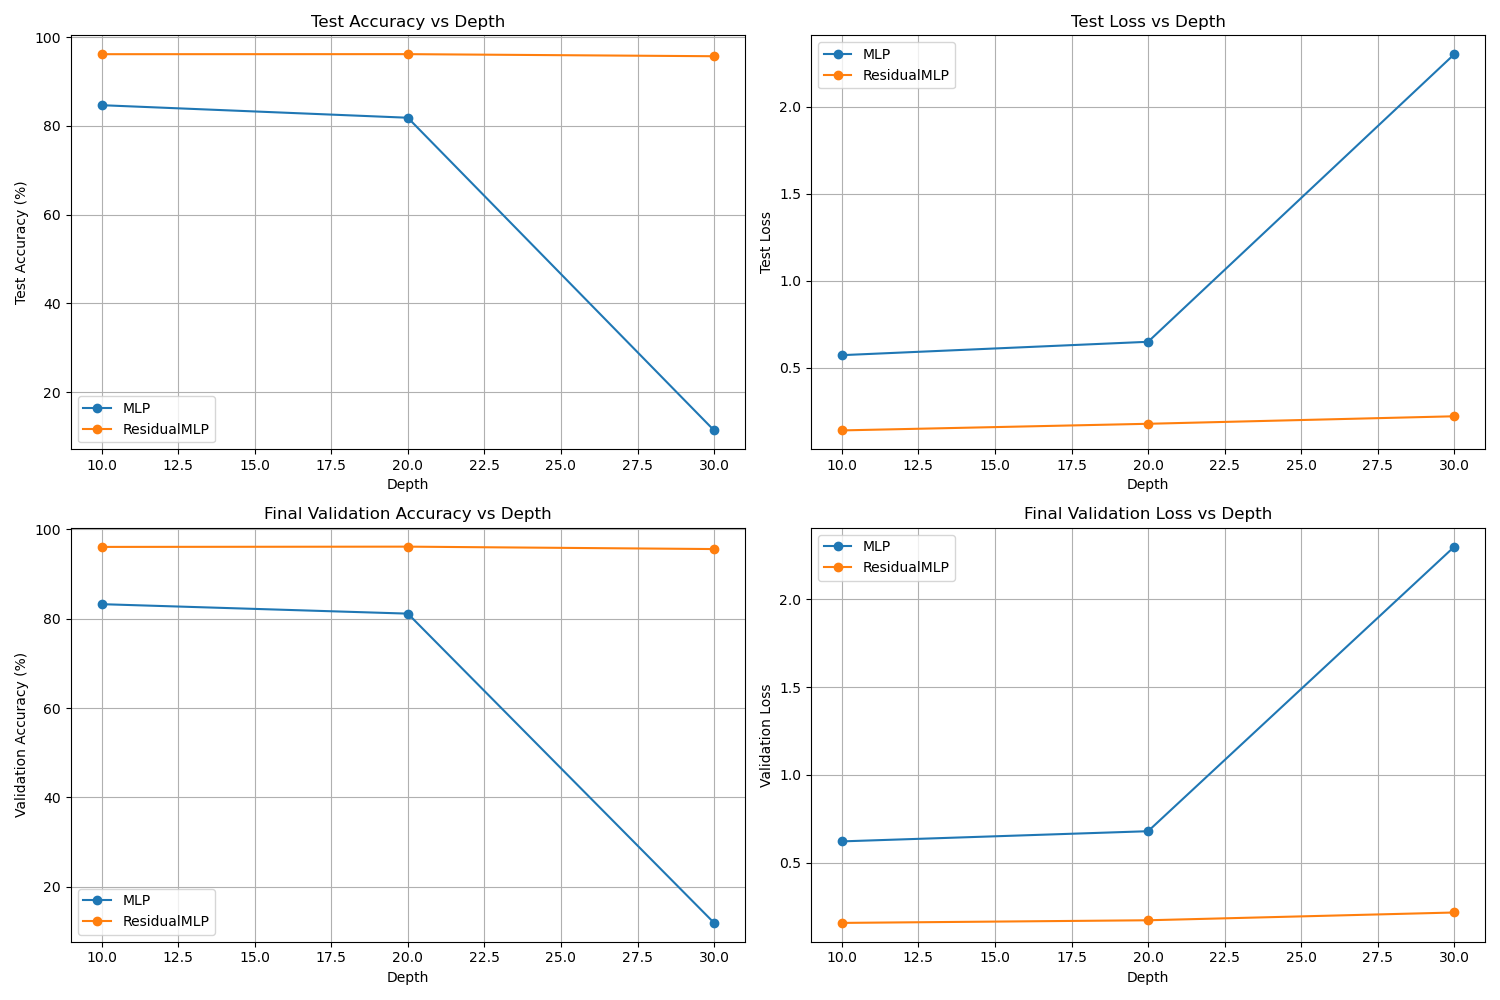 Test Accuracy vs Depth
Test Accuracy (%)
100
80
60
40
20
MLP
ResidualMLP
10.0 12.5 15.0 17.5 20.0 22.5 25.0 27.5 30.0
Depth
Test Loss vs Depth
Test Loss
MLP
ResidualMLP
2.0
1.5
1.0
0.5
10.0 12.5 15.0 17.5 20.0 22.5 25.0 27.5 30.0
Depth
Final Validation Accuracy vs Depth
Validation Accuracy (%)
100
80
60
40
20
MLP
ResidualMLP
10.0 12.5 15.0 17.5 20.0 22.5 25.0 27.5 30.0
Depth
Final Validation Loss vs Depth
Validation Loss
MLP
ResidualMLP
2.0
1.5
1.0
0.5
10.0 12.5 15.0 17.5 20.0 22.5 25.0 27.5 30.0
Depth